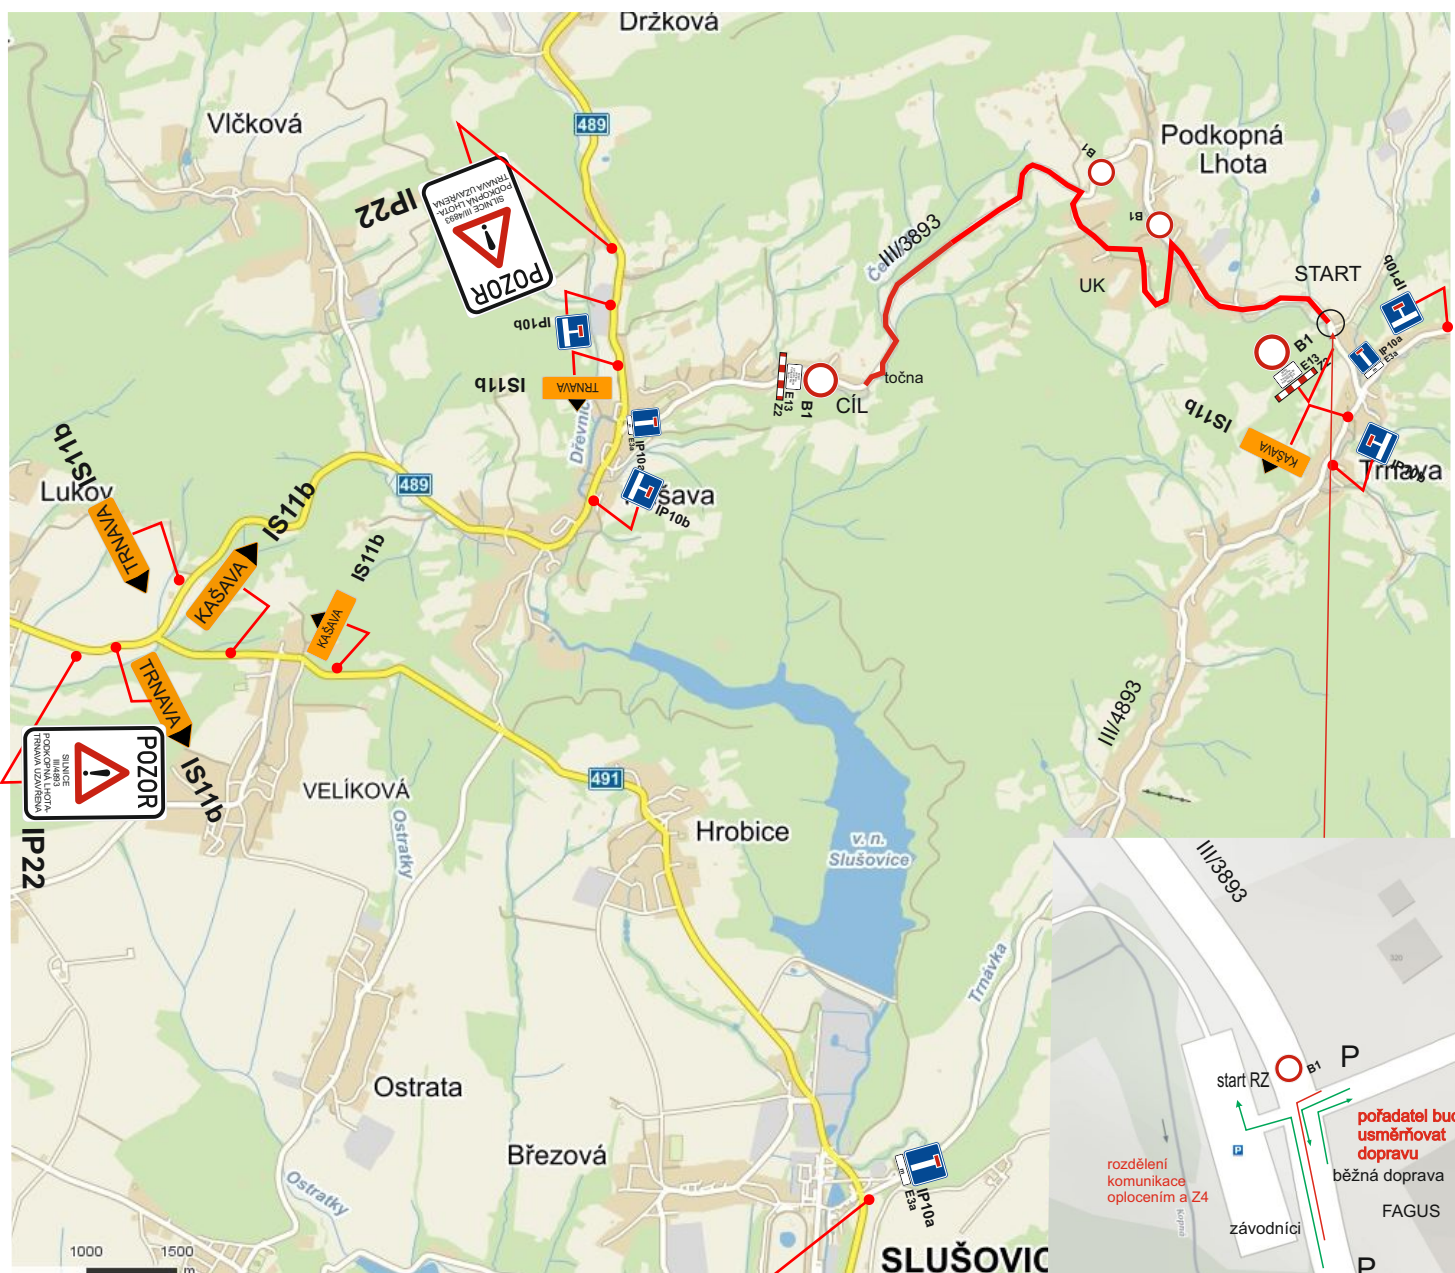 Držková
Vlčková
489
Podkopná
Lhota
IP22
POZOR
SILNICE III/4893
PODKOPNÁ LHOTA-
TRNAVA UZAVŘENA
B1
B1
III/3893
UK
START
IP10b
IP10b
IS11b
TRNAVA
Dřevnic
Z2
E13
B1
CÍL
točna
B1
E13
Z2
IP10a
E3a
IS11b
KAŠAVA
Trnava
IP10a
E3a
šava
IP10b
489
Lukov
IS11b
TRNAVA
KAŠAVA
IS11b
KAŠAVA
IS11b
TRNAVA
IS11b
POZOR
SILNICE
III/4893
PODKOPNÁ LHOTA-
TRNAVA UZAVŘENA
IP22
VELÍKOVÁ
Ostratky
491
Hrobice
v. n.
Slušovice
III/4893
Trnávka
Ostrata
Březová
Ostratky
IP10a
E3a
SLUŠOVIC
1000
1500
m
III/3893
320
B1
P
start RZ
P
pořadatel bud
usměrňovat
dopravu
běžná doprava
FAGUS
rozdělení
komunikace
oplocením a Z4
závodníci
Kopná
P